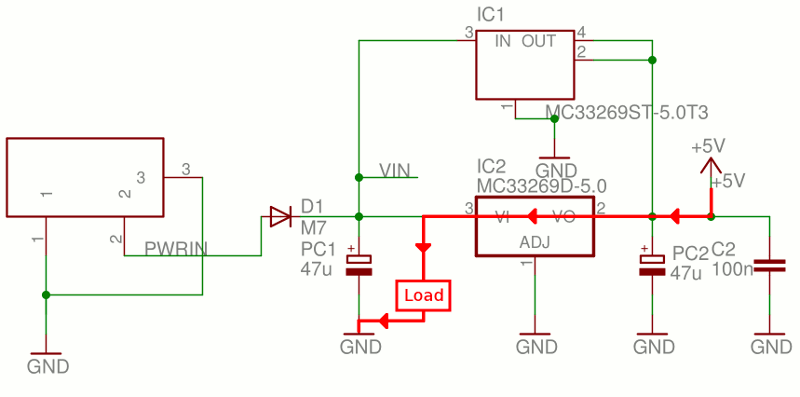 IC1
3
IN OUT
4
2
1
MC33269ST-5.0T3
GND
3
3
1
2
1
2
PWRIN
GND
D1
M7
VIN
PC1
+
47u
GND
Load
IC2
MC33269D-5.0
3
VI
VO
2
ADJ
1
GND
+5V
+5V
+
PC2
47u
GND
C2
100n
GND